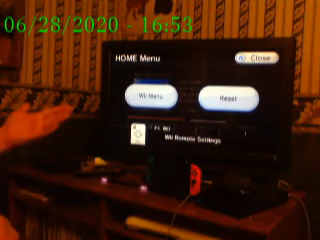 06/28/2020 - 16:53
HOME Menu
Close
Wii Menu
Reset
Wii Remote Settings